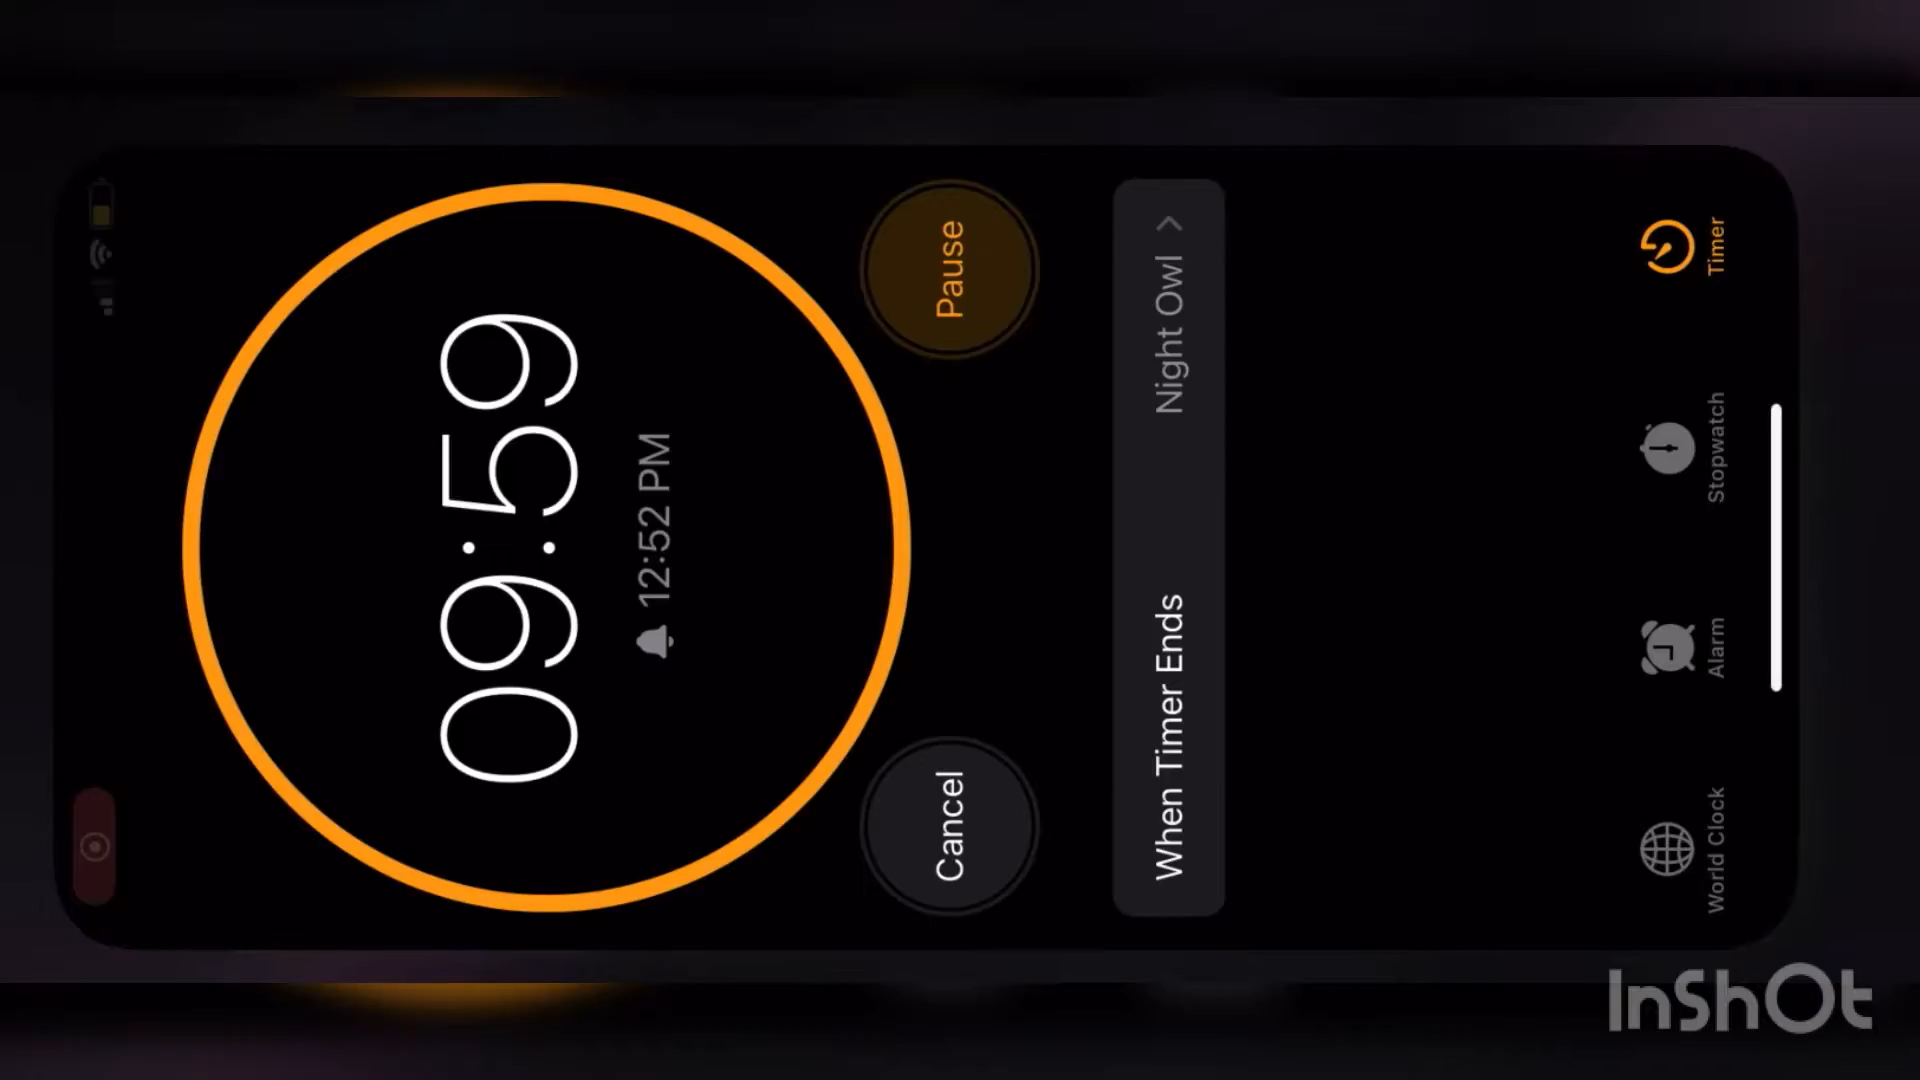 09:59
12:52 PM
Cancel
Pause
When Timer Ends
Night Owl
World Clock
Alarm
Stopwatch
Timer
InShOt